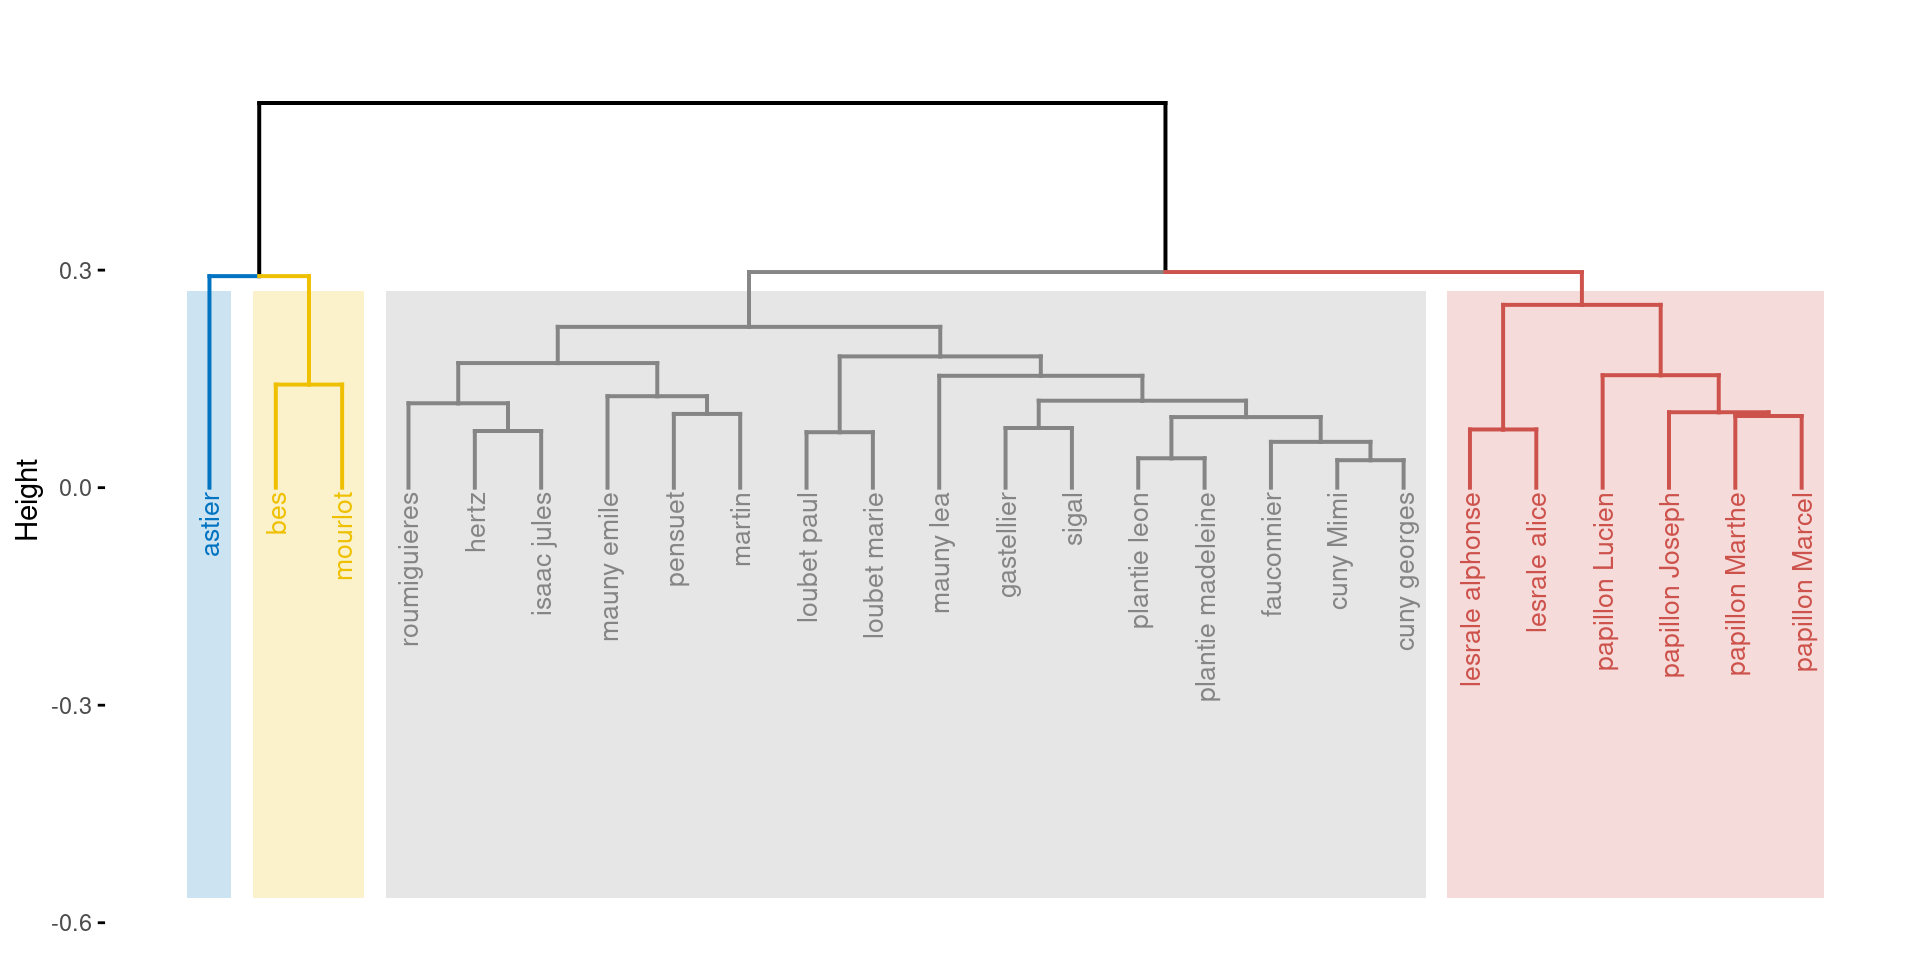 0.3
0.0
-0.3
-0.6
Height
astier
bes
mourlot
roumiguieres
hertz
isaac jules
mauny emile
pensuet
martin
loubet paul
loubet marie
mauny lea
gastellier
sigal
plantie leon
plantie madeleine
fauconnier
cuny Mimi
cuny georges
lesrale alphonse
lesrale alice
papillon Lucien
papillon Joseph
papillon Marthe
papillon Marcel